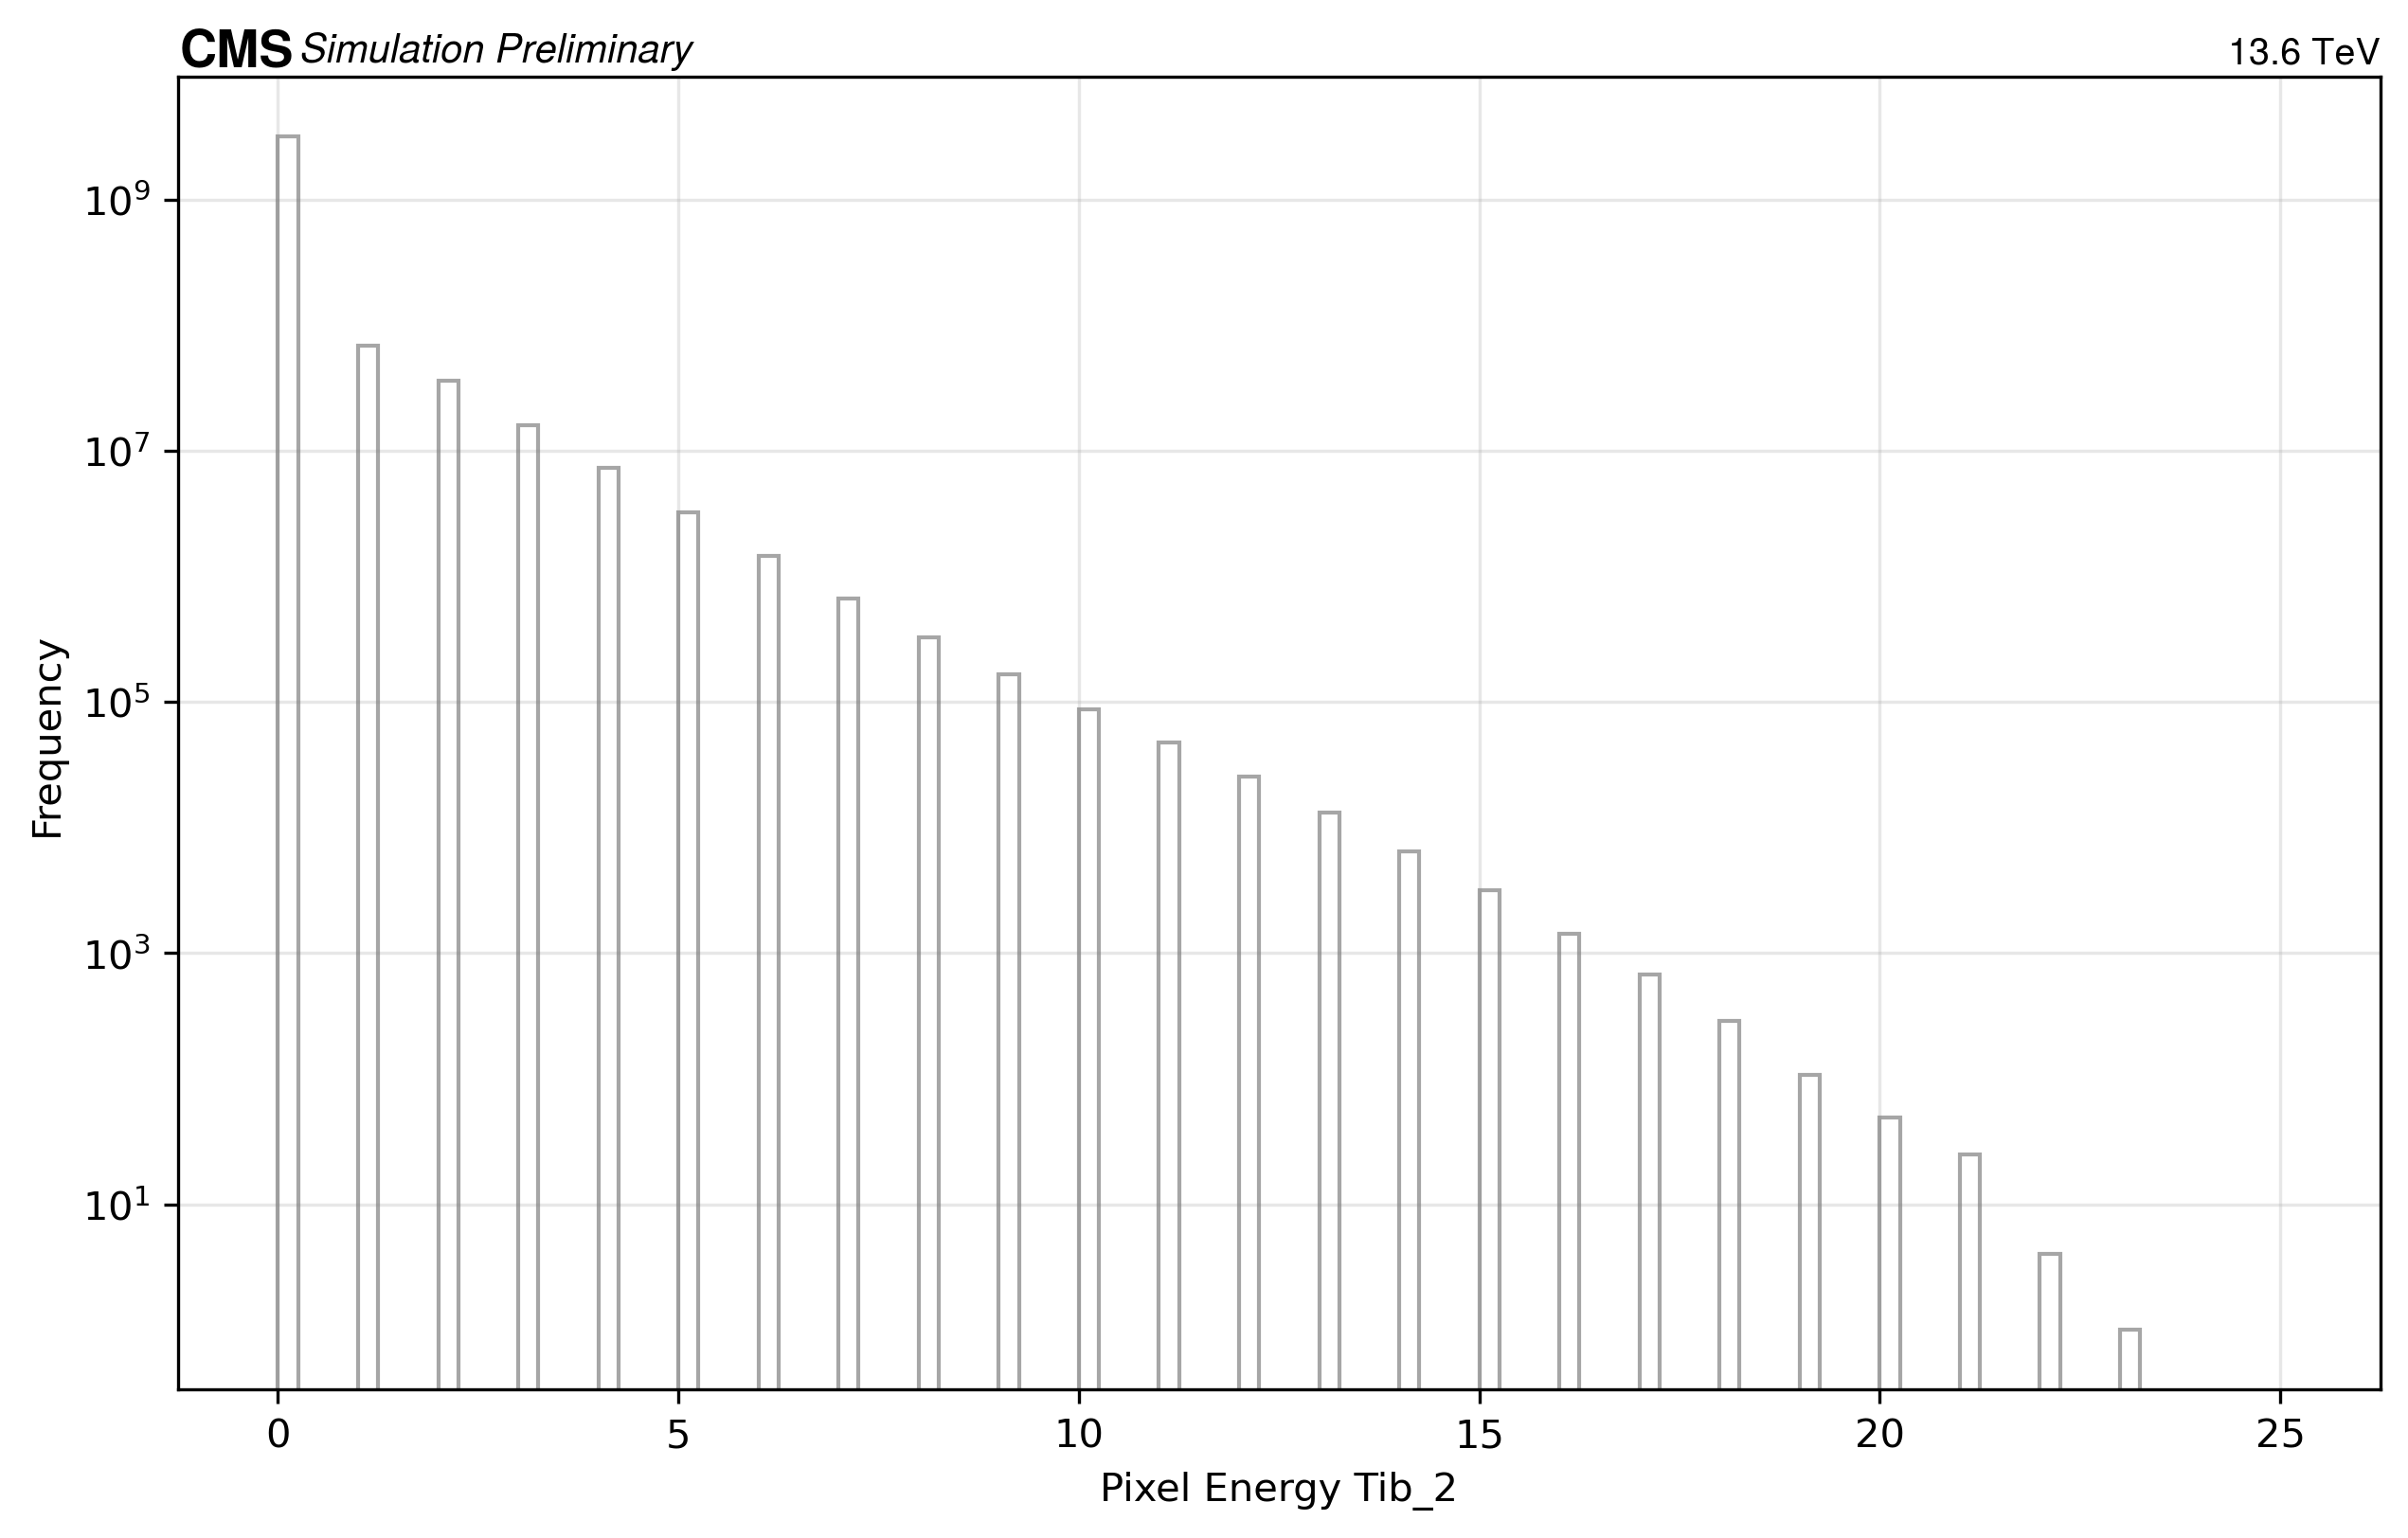 CMS Simulation Preliminary 13.6 TeV
10⁹
10⁷
10⁵
10³
10¹
Frequency
0 5 10 15 20 25
Pixel Energy Tib_2